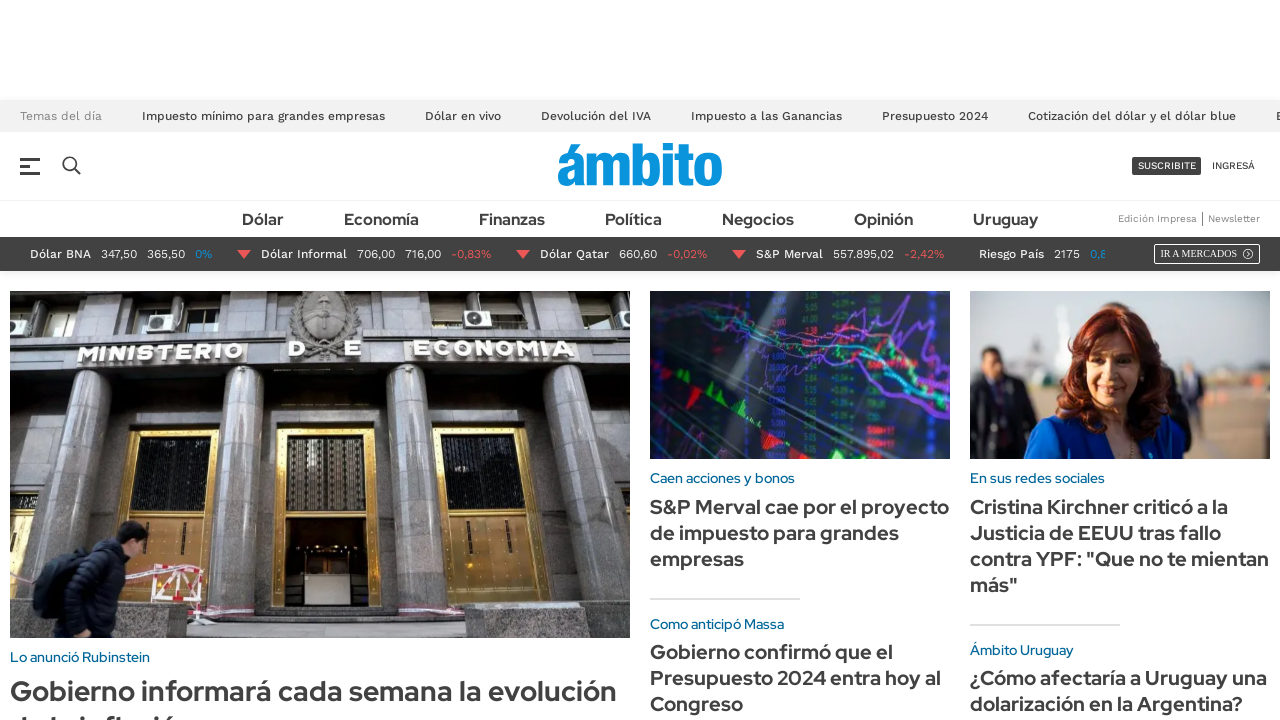 Temas del día
Impuesto mínimo para grandes empresas
Dólar en vivo
Devolución del IVA
Impuesto a las Ganancias
Presupuesto 2024
Cotización del dólar y el dólar blue
ámbito
SUSCRIBITE
INGRESÁ
Dólar
Economía
Finanzas
Política
Negocios
Opinión
Uruguay
Edición Impresa
Newsletter
Dólar BNA 347,50 365,50 0%
Dólar Informal 706,00 716,00 -0,83%
Dólar Qatar 660,60 -0,02%
S&P Merval 557.895,02 -2,42%
Riesgo País 2175 0,8
IR A MERCADOS
MINISTERIO DE ECONOMIA
Lo anunció Rubinstein
Gobierno informará cada semana la evolución
Caen acciones y bonos
S&P Merval cae por el proyecto
de impuesto para grandes
empresas
Como anticipó Massa
Gobierno confirmó que el
Presupuesto 2024 entra hoy al
Congreso
En sus redes sociales
Cristina Kirchner criticó a la
Justicia de EEUU tras fallo
contra YPF: "Que no te mientan
más"
Ámbito Uruguay
¿Cómo afectaría a Uruguay una
dolarización en la Argentina?